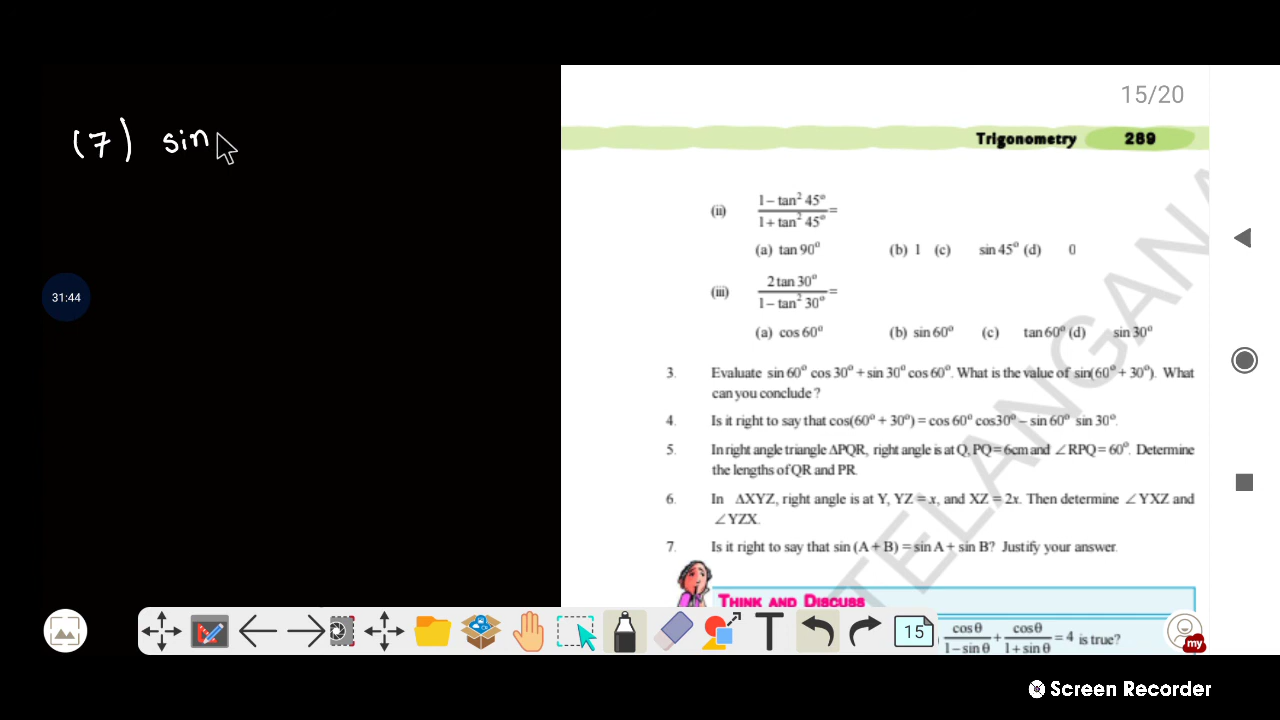 (7) sin
31:44
15/20
Trigonometry 289
(ii) 1 – tan² 45° / 1 + tan² 45° =
(a) tan 90° (b) 1 (c) sin 45° (d) 0
(iii) 2 tan 30° / 1 – tan² 30° =
(a) cos 60° (b) sin 60° (c) tan 60° (d) sin 30°
3. Evaluate sin 60° cos 30° + sin 30° cos 60°. What is the value of sin(60° + 30°). What
can you conclude ?
4. Is it right to say that cos(60° + 30°) = cos 60° cos30° – sin 60° sin 30°.
5. In right angle triangle ΔPQR, right angle is at Q, PQ = 6cm and ∠RPQ = 60°. Determine
the lengths of QR and PR.
6. In ΔXYZ, right angle is at Y, YZ = x, and XZ = 2x. Then determine ∠YXZ and
∠YZX.
7. Is it right to say that sin (A + B) = sin A + sin B? Justify your answer.
THINK AND DISCUSS
cos θ / 1 – sin θ + cos θ / 1 + sin θ = 4 is true?
TELANGANA
T
15
my
Screen Recorder